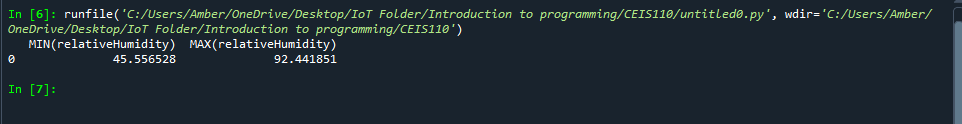 In [6]: runfile('C:/Users/Amber/OneDrive/Desktop/IoT Folder/Introduction to programming/CEIS110/untitled0.py', wdir='C:/Users/Amber/
OneDrive/Desktop/IoT Folder/Introduction to programming/CEIS110')
   MIN(relativeHumidity)  MAX(relativeHumidity)
0              45.556528              92.441851
In [7]: